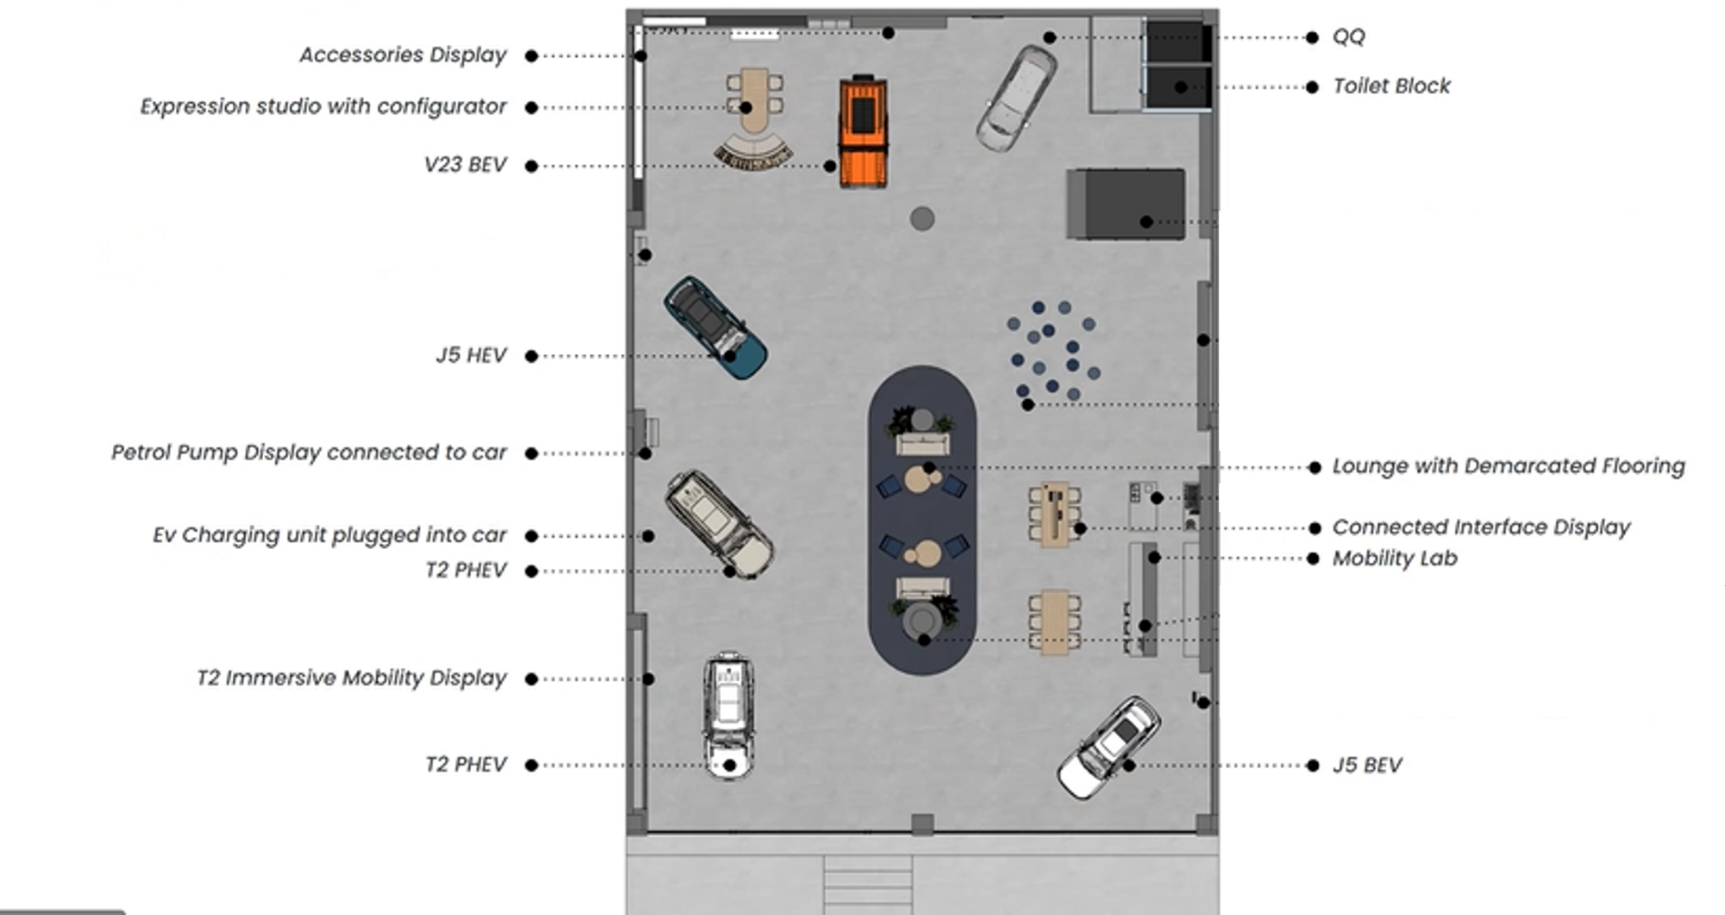 Accessories Display
Expression studio with configurator
V23 BEV
J5 HEV
Petrol Pump Display connected to car
Ev Charging unit plugged into car
T2 PHEV
T2 Immersive Mobility Display
T2 PHEV
QQ
Toilet Block
Lounge with Demarcated Flooring
Connected Interface Display
Mobility Lab
J5 BEV